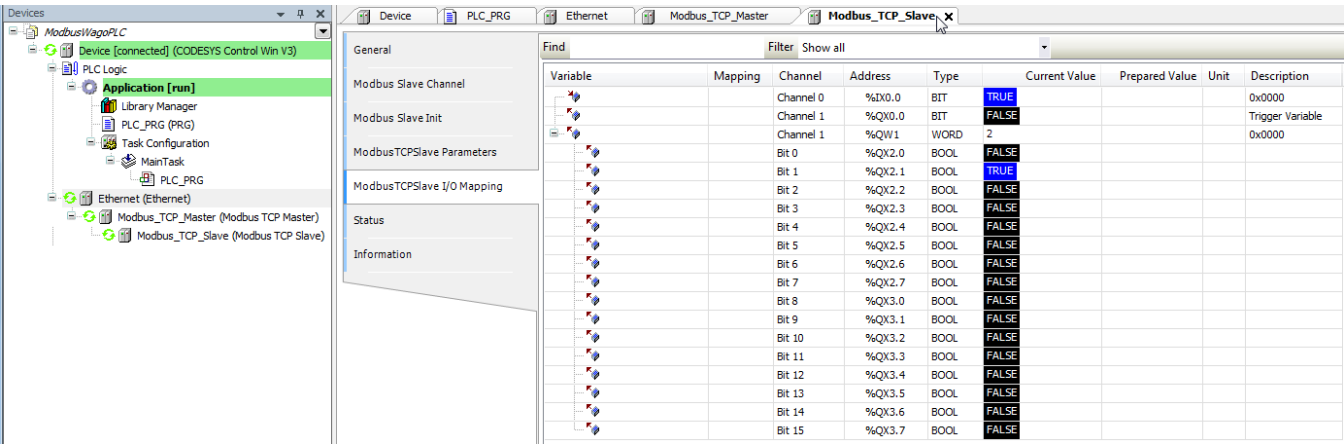 Devices
ModbusWagoPLC
Device [connected] (CODESYS Control Win V3)
PLC Logic
Application [run]
Library Manager
PLC_PRG (PRG)
Task Configuration
MainTask
PLC_PRG
Ethernet (Ethernet)
Modbus_TCP_Master (Modbus TCP Master)
Modbus_TCP_Slave (Modbus TCP Slave)
Device PLC_PRG Ethernet Modbus_TCP_Master Modbus_TCP_Slave
General
Modbus Slave Channel
Modbus Slave Init
ModbusTCPSlave Parameters
ModbusTCPSlave I/O Mapping
Status
Information
Find Filter Show all
Variable Mapping Channel Address Type Current Value Prepared Value Unit Description
Channel 0 %IX0.0 BIT TRUE 0x0000
Channel 1 %QX0.0 BIT FALSE Trigger Variable
Channel 1 %QW1 WORD 2 0x0000
Bit 0 %QX2.0 BOOL FALSE
Bit 1 %QX2.1 BOOL TRUE
Bit 2 %QX2.2 BOOL FALSE
Bit 3 %QX2.3 BOOL FALSE
Bit 4 %QX2.4 BOOL FALSE
Bit 5 %QX2.5 BOOL FALSE
Bit 6 %QX2.6 BOOL FALSE
Bit 7 %QX2.7 BOOL FALSE
Bit 8 %QX3.0 BOOL FALSE
Bit 9 %QX3.1 BOOL FALSE
Bit 10 %QX3.2 BOOL FALSE
Bit 11 %QX3.3 BOOL FALSE
Bit 12 %QX3.4 BOOL FALSE
Bit 13 %QX3.5 BOOL FALSE
Bit 14 %QX3.6 BOOL FALSE
Bit 15 %QX3.7 BOOL FALSE